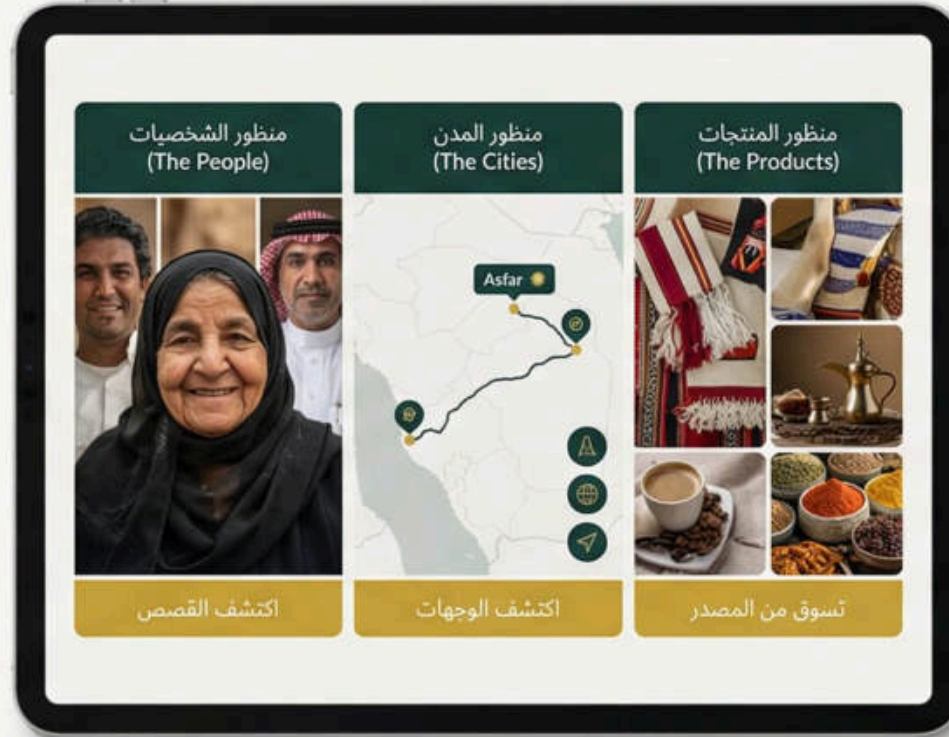 منظور المنتجات
(The Products)
تسوق من المصدر
منظور المدن
(The Cities)
Asfar
اكتشف الوجهات
منظور الشخصيات
(The People)
اكتشف القصص